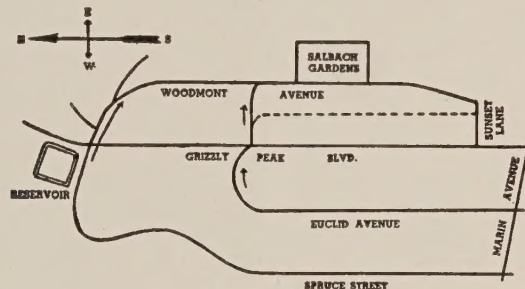 E
N
S
W
SALBACH
GARDENS
WOODMONT AVENUE
SUNSET LANE
GRIZZLY PEAK BLVD.
RESERVOIR
EUCLID AVENUE
MARIN AVENUE
SPRUCE STREET